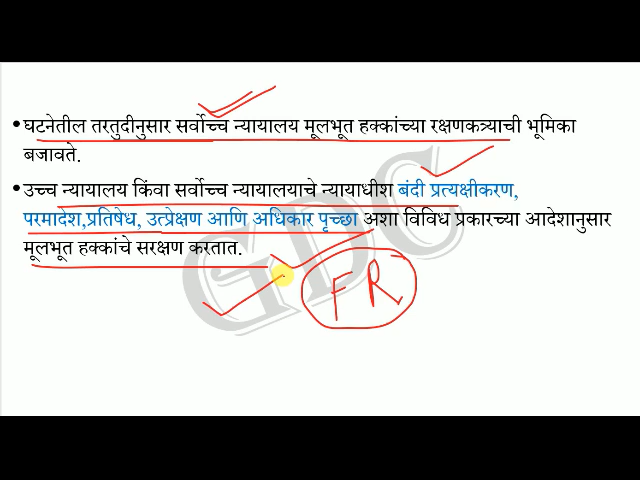 • घटनेतील तरतुदीनुसार सर्वोच्च न्यायालय मूलभूत हक्कांच्या रक्षणकर्त्याची भूमिका
बजावते.
• उच्च न्यायालय किंवा सर्वोच्च न्यायालयाचे न्यायाधीश बंदी प्रत्यक्षीकरण,
परमादेश,प्रतिषेध, उत्प्रेक्षण आणि अधिकार पृच्छा अशा विविध प्रकारच्या आदेशानुसार
मूलभूत हक्कांचे सरक्षण करतात.
GDC
FR